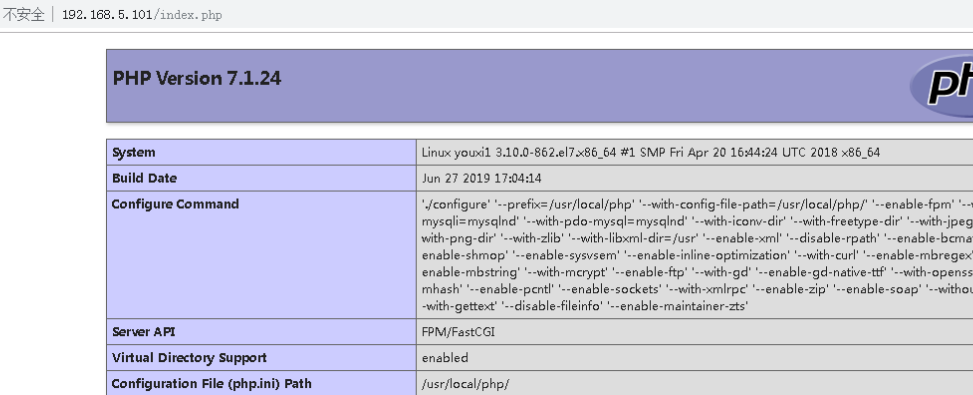 不安全 192.168.5.101/index.php
PHP Version 7.1.24
System Linux youxi1 3.10.0-862.el7.x86_64 #1 SMP Fri Apr 20 16:44:24 UTC 2018 x86_64
Build Date Jun 27 2019 17:04:14
Configure Command './configure' '--prefix=/usr/local/php' '--with-config-file-path=/usr/local/php/' '--enable-fpm'
mysqli=mysqlnd' '--with-pdo-mysql=mysqlnd' '--with-iconv-dir' '--with-freetype-dir' '--with-jpeg
with-png-dir' '--with-zlib' '--with-libxml-dir=/usr' '--enable-xml' '--disable-rpath' '--enable-bcma
enable-shmop' '--enable-sysvsem' '--enable-inline-optimization' '--with-curl' '--enable-mbregex'
enable-mbstring' '--with-mcrypt' '--enable-ftp' '--with-gd' '--enable-gd-native-ttf' '--with-openss
mhash' '--enable-pcntl' '--enable-sockets' '--with-xmlrpc' '--enable-zip' '--enable-soap' '--withou
-with-gettext' '--disable-fileinfo' '--enable-maintainer-zts'
Server API FPM/FastCGI
Virtual Directory Support enabled
Configuration File (php.ini) Path /usr/local/php/